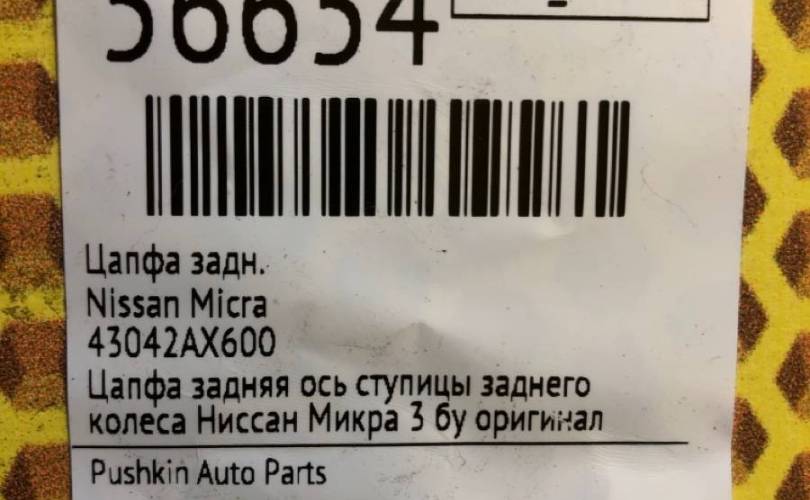 56654
Цапфа задн.
Nissan Micra
43042AX600
Цапфа задняя ось ступицы заднего
колеса Ниссан Микра 3 бу оригинал
Pushkin Auto Parts